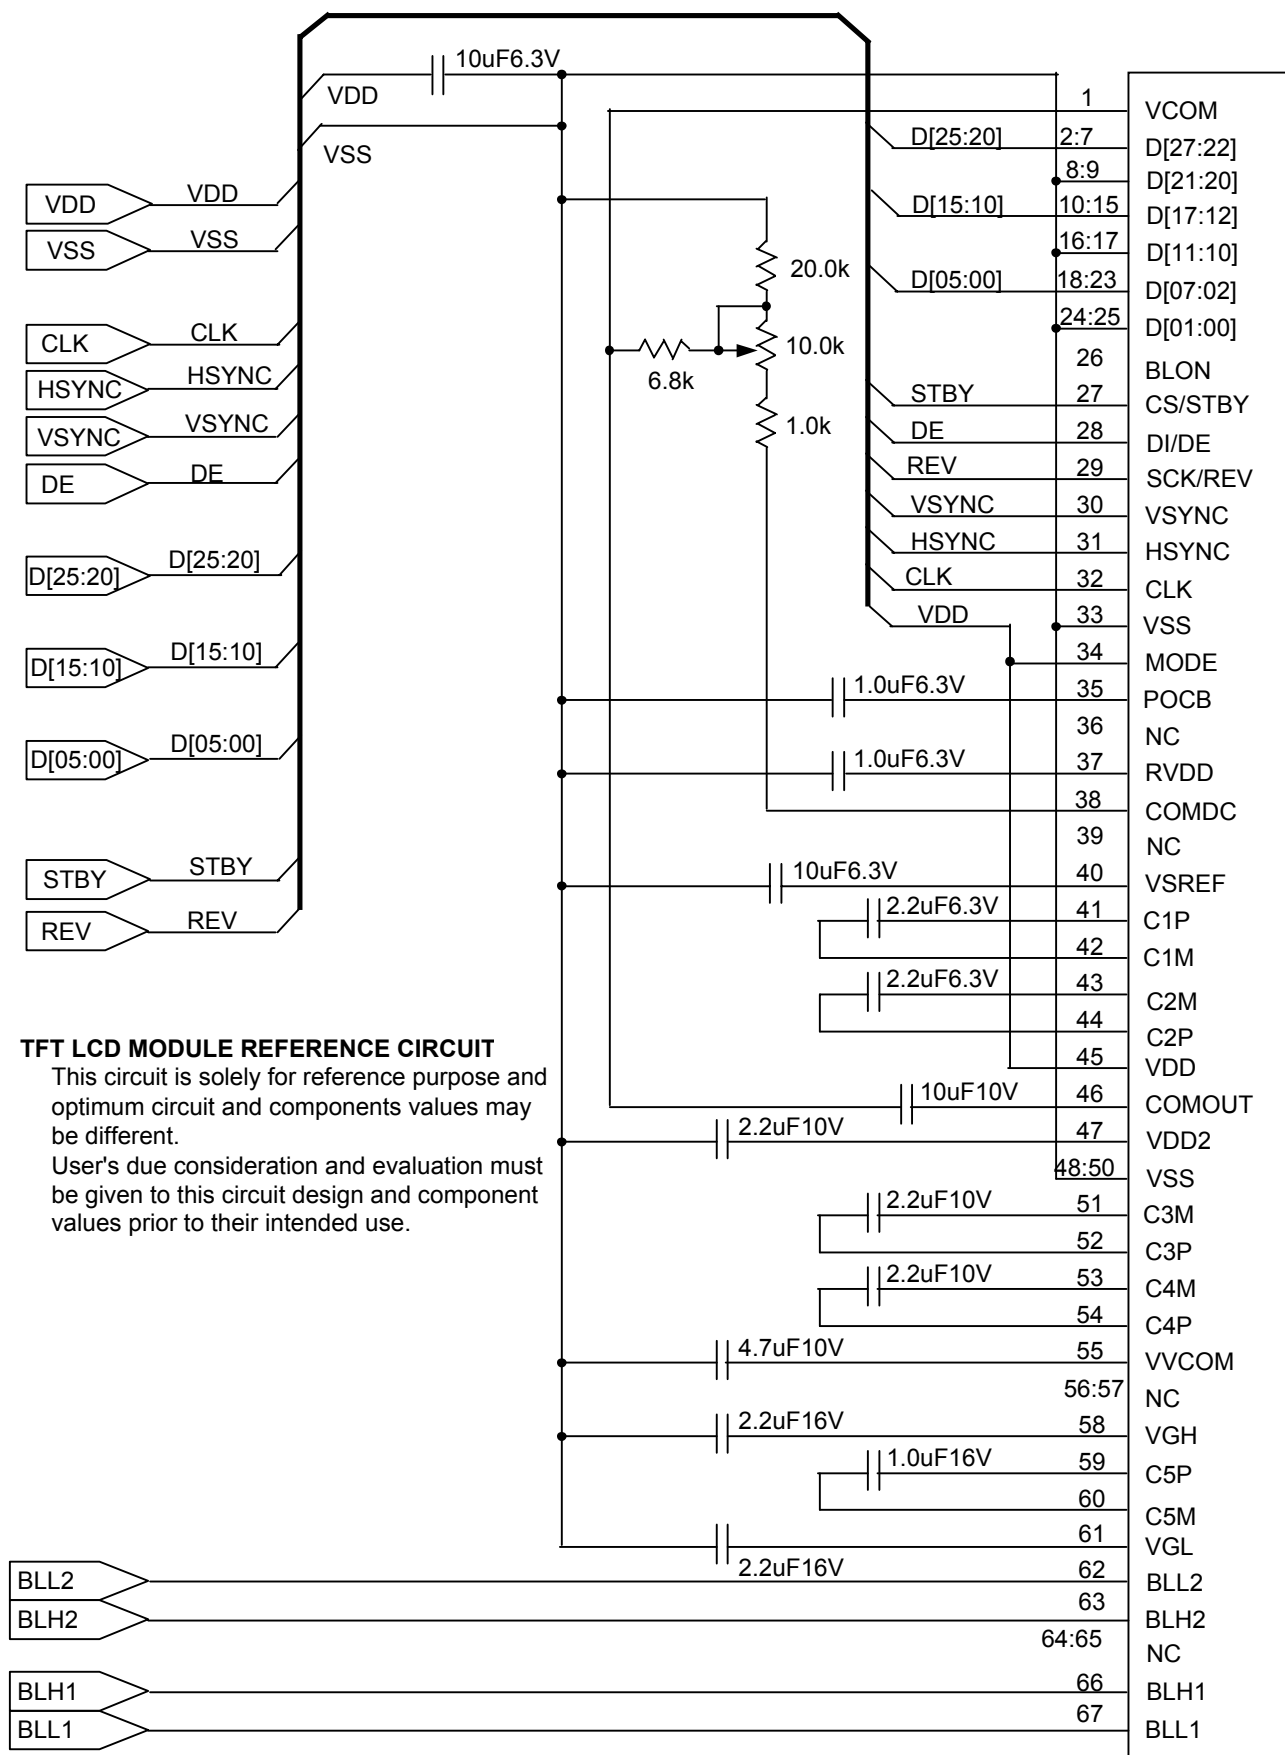 10uF6.3V
VDD
VSS
VDD VDD
VSS VSS
CLK CLK
HSYNC HSYNC
VSYNC VSYNC
DE DE
D[25:20] D[25:20]
D[15:10] D[15:10]
D[05:00] D[05:00]
STBY STBY
REV REV
20.0k
10.0k
6.8k
1.0k
1 VCOM
D[25:20] 2:7 D[27:22]
8:9 D[21:20]
D[15:10] 10:15 D[17:12]
16:17 D[11:10]
D[05:00] 18:23 D[07:02]
24:25 D[01:00]
26 BLON
STBY 27 CS/STBY
DE 28 DI/DE
REV 29 SCK/REV
VSYNC 30 VSYNC
HSYNC 31 HSYNC
CLK 32 CLK
VDD 33 VSS
34 MODE
1.0uF6.3V 35 POCB
36 NC
1.0uF6.3V 37 RVDD
38 COMDC
39 NC
10uF6.3V 40 VSREF
2.2uF6.3V 41 C1P
42 C1M
2.2uF6.3V 43 C2M
44 C2P
45 VDD
10uF10V 46 COMOUT
2.2uF10V 47 VDD2
48:50 VSS
2.2uF10V 51 C3M
52 C3P
2.2uF10V 53 C4M
54 C4P
4.7uF10V 55 VVCOM
56:57 NC
2.2uF16V 58 VGH
1.0uF16V 59 C5P
60 C5M
61 VGL
2.2uF16V
BLL2 62 BLL2
BLH2 63 BLH2
64:65 NC
BLH1 66 BLH1
BLL1 67 BLL1
TFT LCD MODULE REFERENCE CIRCUIT
This circuit is solely for reference purpose and
optimum circuit and components values may
be different.
User's due consideration and evaluation must
be given to this circuit design and component
values prior to their intended use.